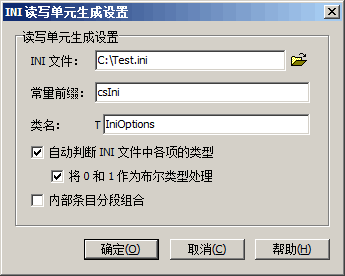 INI 读写单元生成设置
读写单元生成设置
INI 文件: C:\Test.ini
常量前缀: csIni
类名: T IniOptions
自动判断 INI 文件中各项的类型
将 0 和 1 作为布尔类型处理
内部条目分段组合
确定(O) 取消(C) 帮助(H)